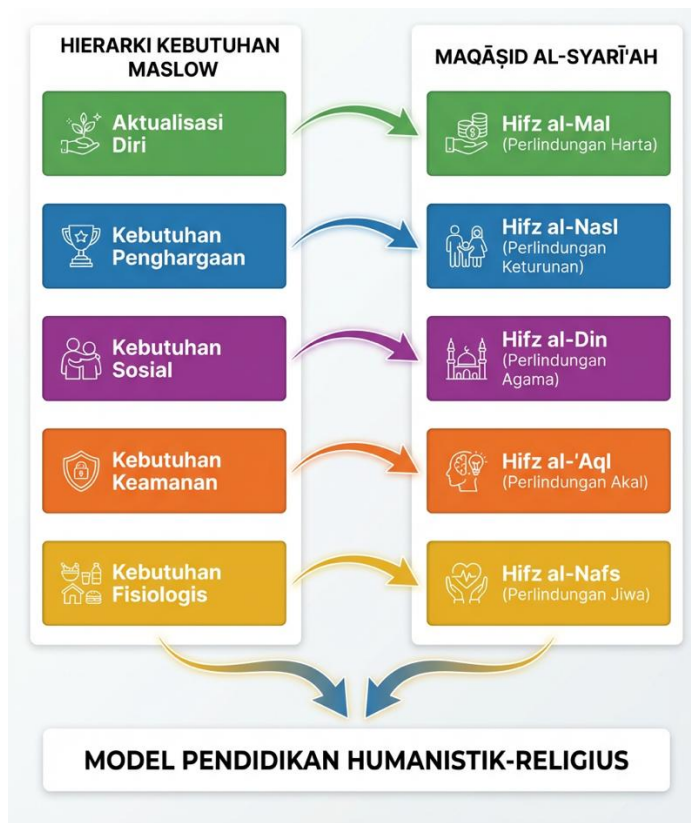 HIERARKI KEBUTUHAN
MASLOW
Aktualisasi
Diri
Kebutuhan
Penghargaan
Kebutuhan
Sosial
Kebutuhan
Keamanan
Kebutuhan
Fisiologis
MAQĀṢID AL-SYARĪ'AH
Hifz al-Mal
(Perlindungan Harta)
Hifz al-Nasl
(Perlindungan
Keturunan)
Hifz al-Din
(Perlindungan
Agama)
Hifz al-'Aql
(Perlindungan Akal)
Hifz al-Nafs
(Perlindungan Jiwa)
MODEL PENDIDIKAN HUMANISTIK-RELIGIUS